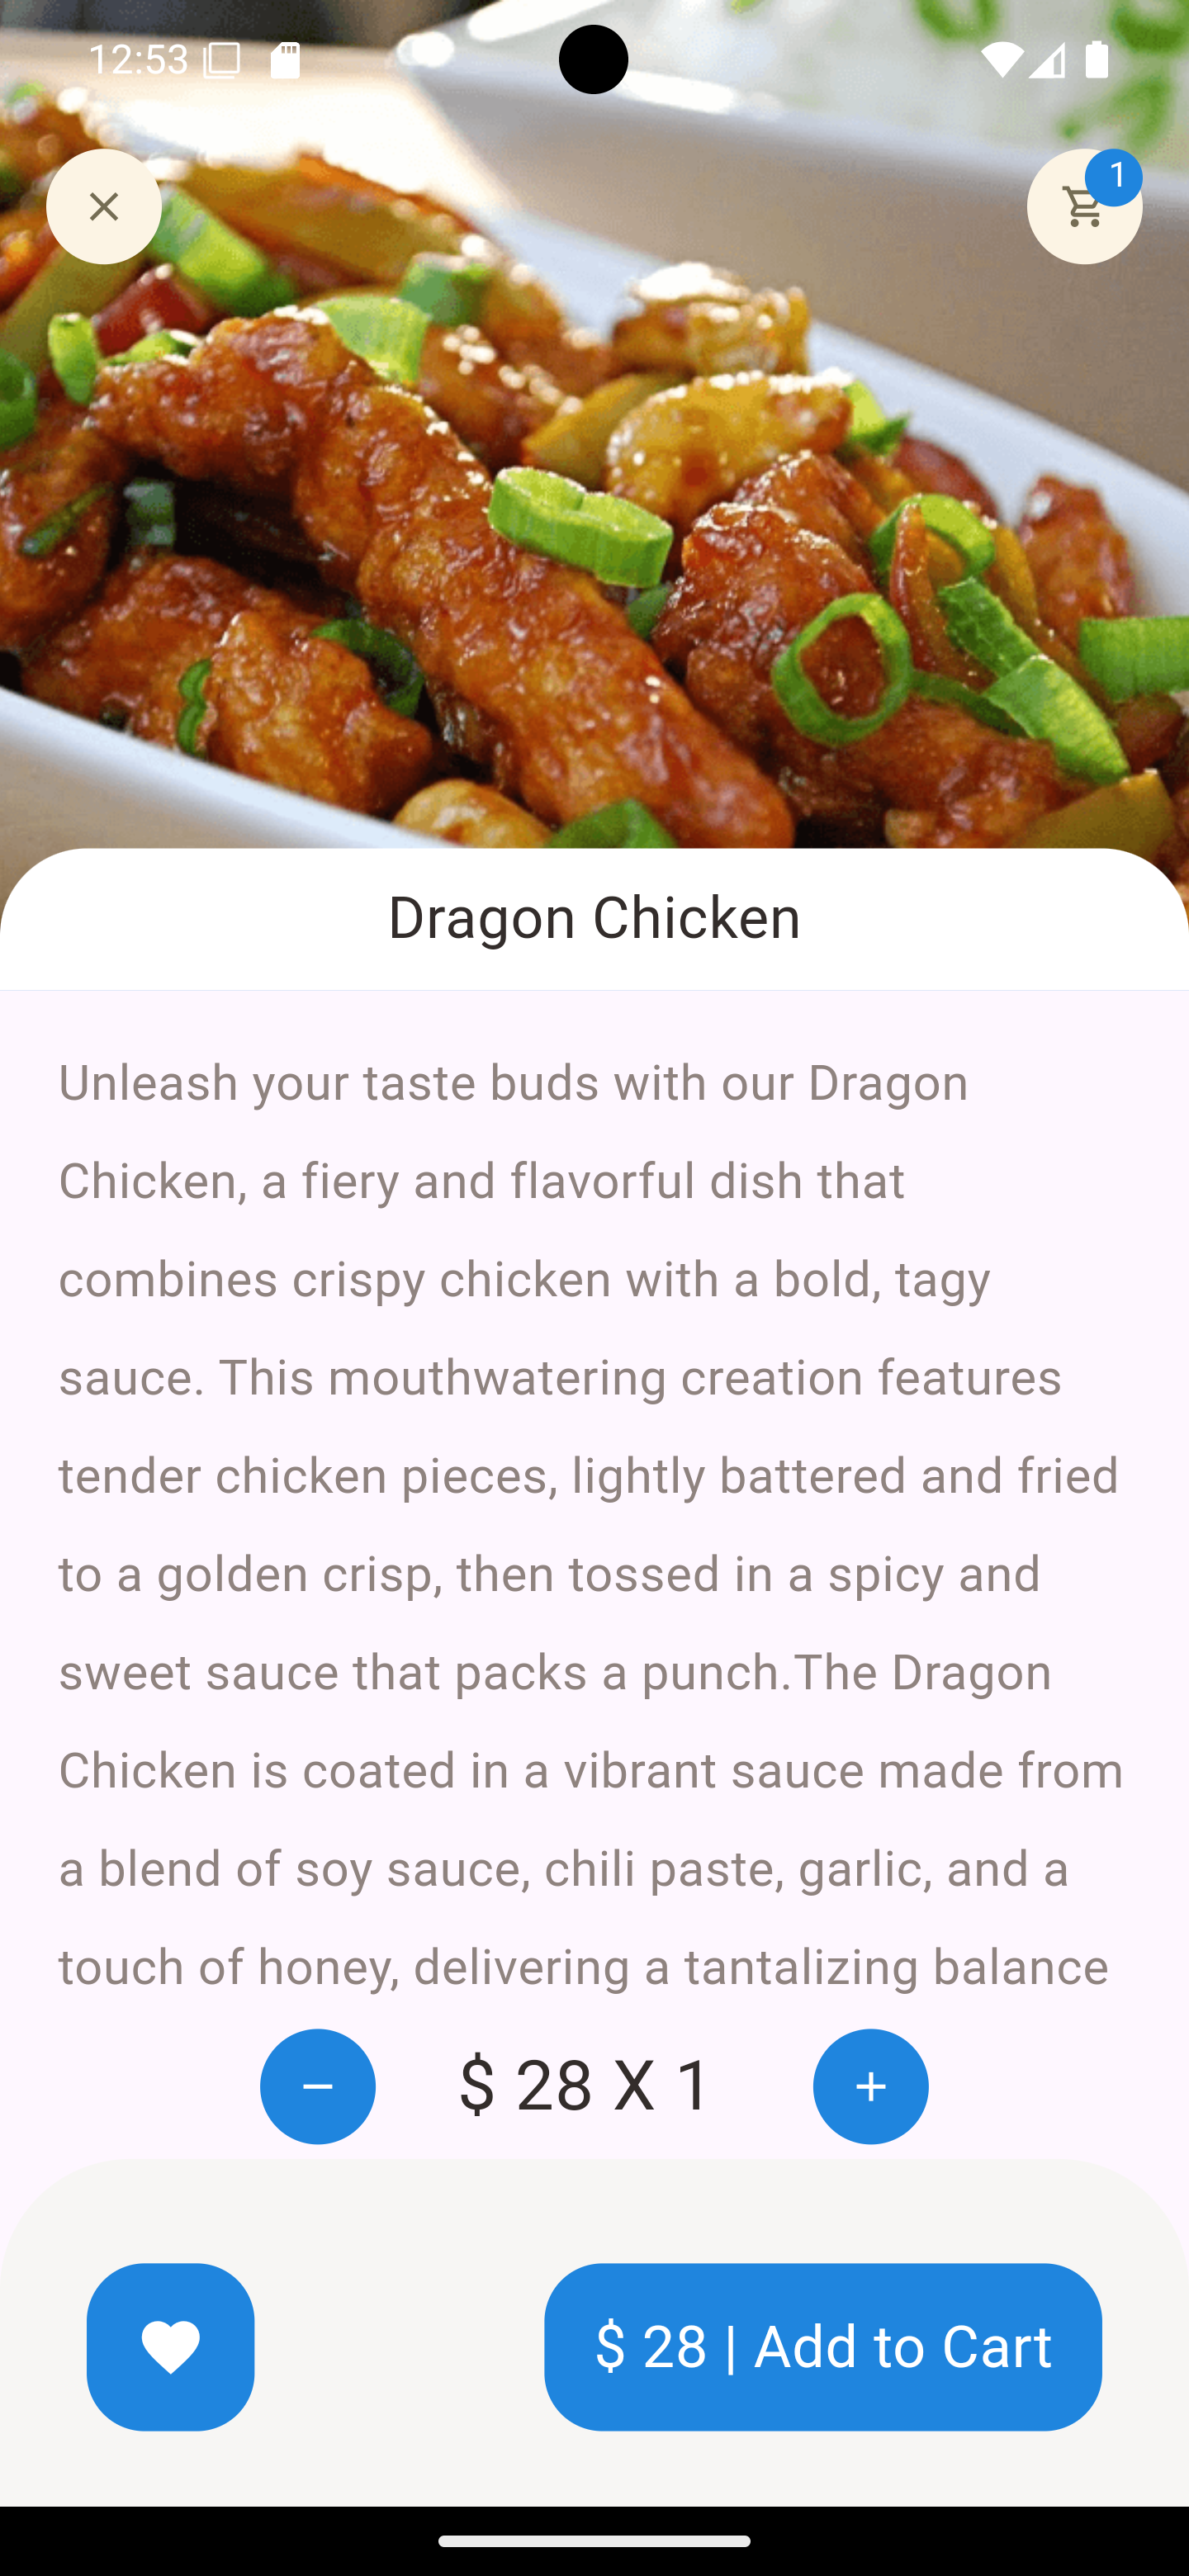 12:53
1
Dragon Chicken
Unleash your taste buds with our Dragon
Chicken, a fiery and flavorful dish that
combines crispy chicken with a bold, tagy
sauce. This mouthwatering creation features
tender chicken pieces, lightly battered and fried
to a golden crisp, then tossed in a spicy and
sweet sauce that packs a punch.The Dragon
Chicken is coated in a vibrant sauce made from
a blend of soy sauce, chili paste, garlic, and a
touch of honey, delivering a tantalizing balance
$ 28 X 1
$ 28 | Add to Cart